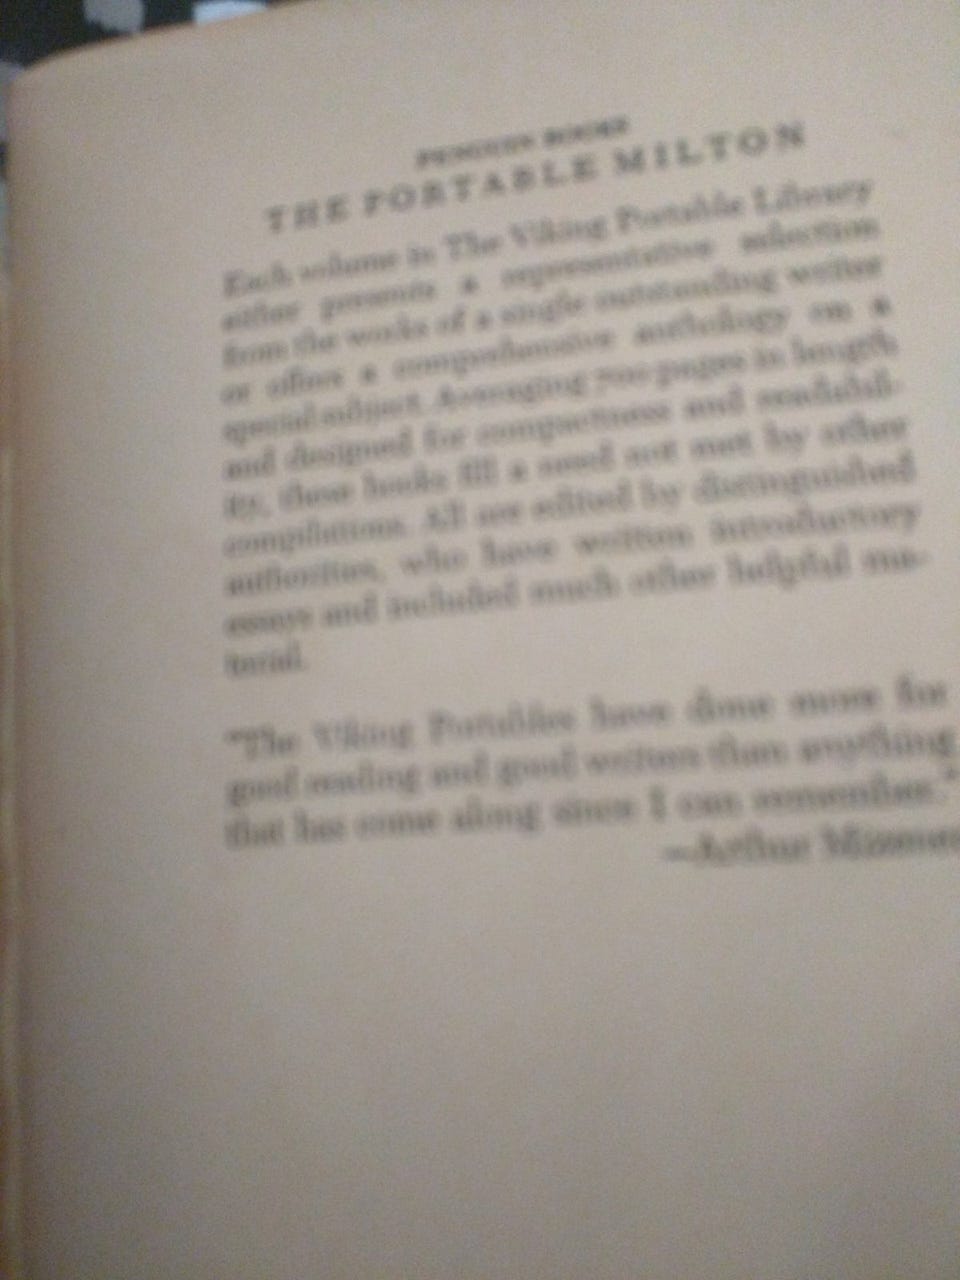 PENGUIN BOOKS
THE PORTABLE MILTON
Each volume in The Viking Portable Library
either presents a representative selection
from the works of a single outstanding writer
or offers a comprehensive anthology on a
special subject. Averaging 700 pages in length
and designed for compactness and readabil-
ity, these books fill a need not met by other
compilations. All are edited by distinguished
authorities, who have written introductory
essays and included much other helpful ma-
terial.
"The Viking Portables have done more for
good reading and good writers than anything
that has come along since I can remember."
—Arthur Mizener